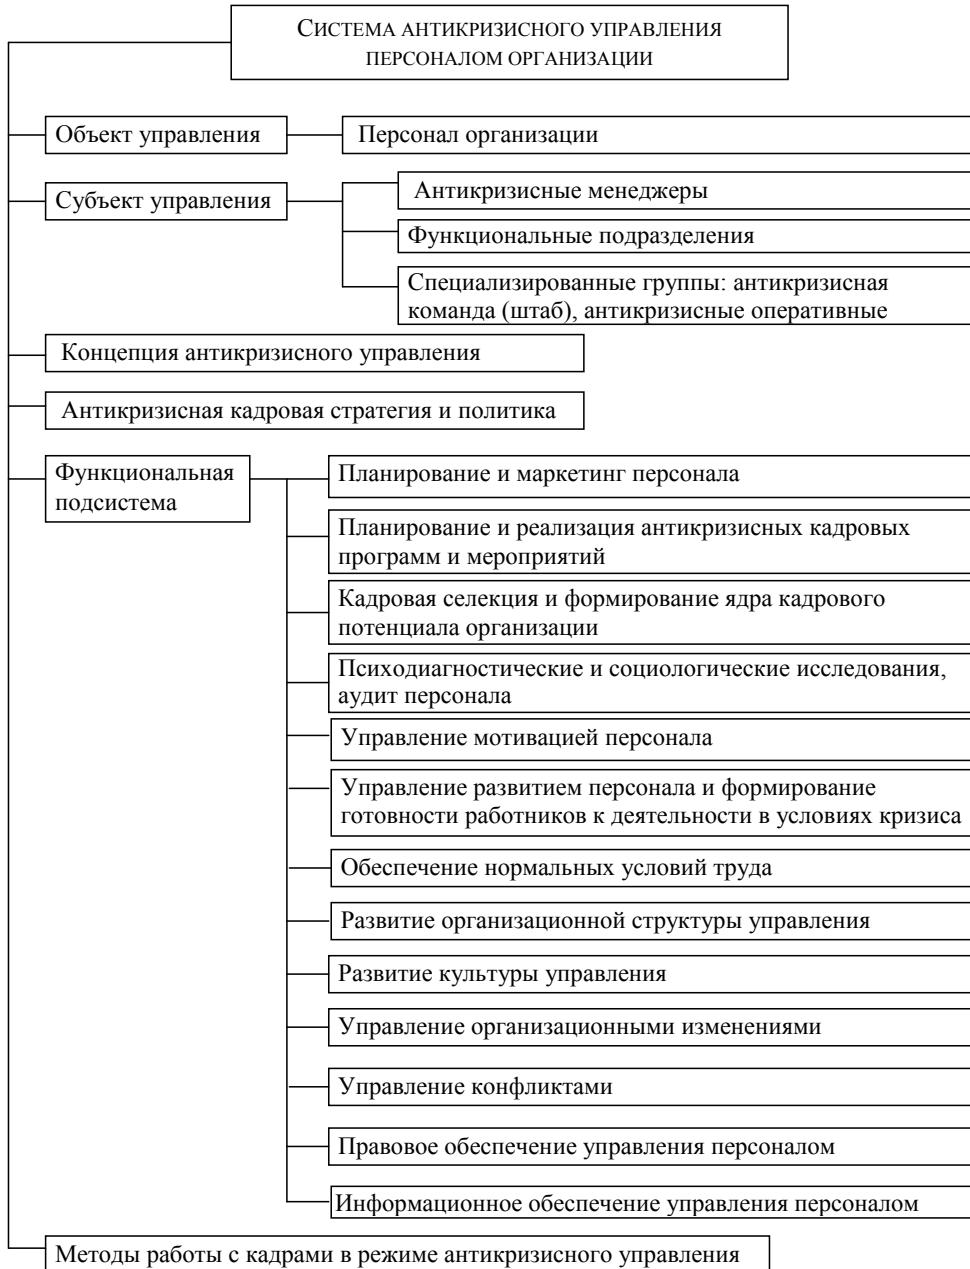 СИСТЕМА АНТИКРИЗИСНОГО УПРАВЛЕНИЯ
ПЕРСОНАЛОМ ОРГАНИЗАЦИИ
Объект управления
Персонал организации
Субъект управления
Антикризисные менеджеры
Функциональные подразделения
Специализированные группы: антикризисная
команда (штаб), антикризисные оперативные
Концепция антикризисного управления
Антикризисная кадровая стратегия и политика
Функциональная
подсистема
Планирование и маркетинг персонала
Планирование и реализация антикризисных кадровых
программ и мероприятий
Кадровая селекция и формирование ядра кадрового
потенциала организации
Психодиагностические и социологические исследования,
аудит персонала
Управление мотивацией персонала
Управление развитием персонала и формирование
готовности работников к деятельности в условиях кризиса
Обеспечение нормальных условий труда
Развитие организационной структуры управления
Развитие культуры управления
Управление организационными изменениями
Управление конфликтами
Правовое обеспечение управления персоналом
Информационное обеспечение управления персоналом
Методы работы с кадрами в режиме антикризисного управления